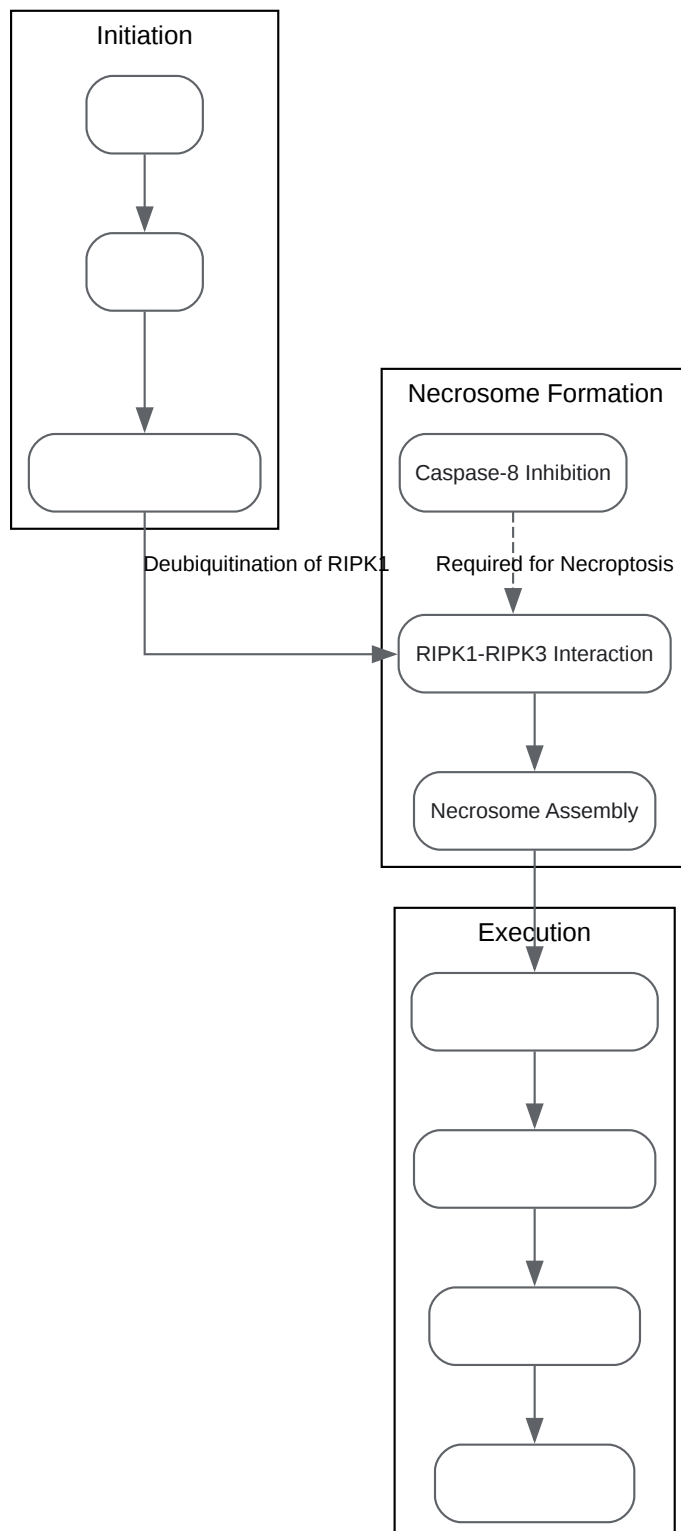 Initiation
Necrosome Formation
Caspase-8 Inhibition
Deubiquitination of RIPK1
Required for Necroptosis
RIPK1-RIPK3 Interaction
Necrosome Assembly
Execution